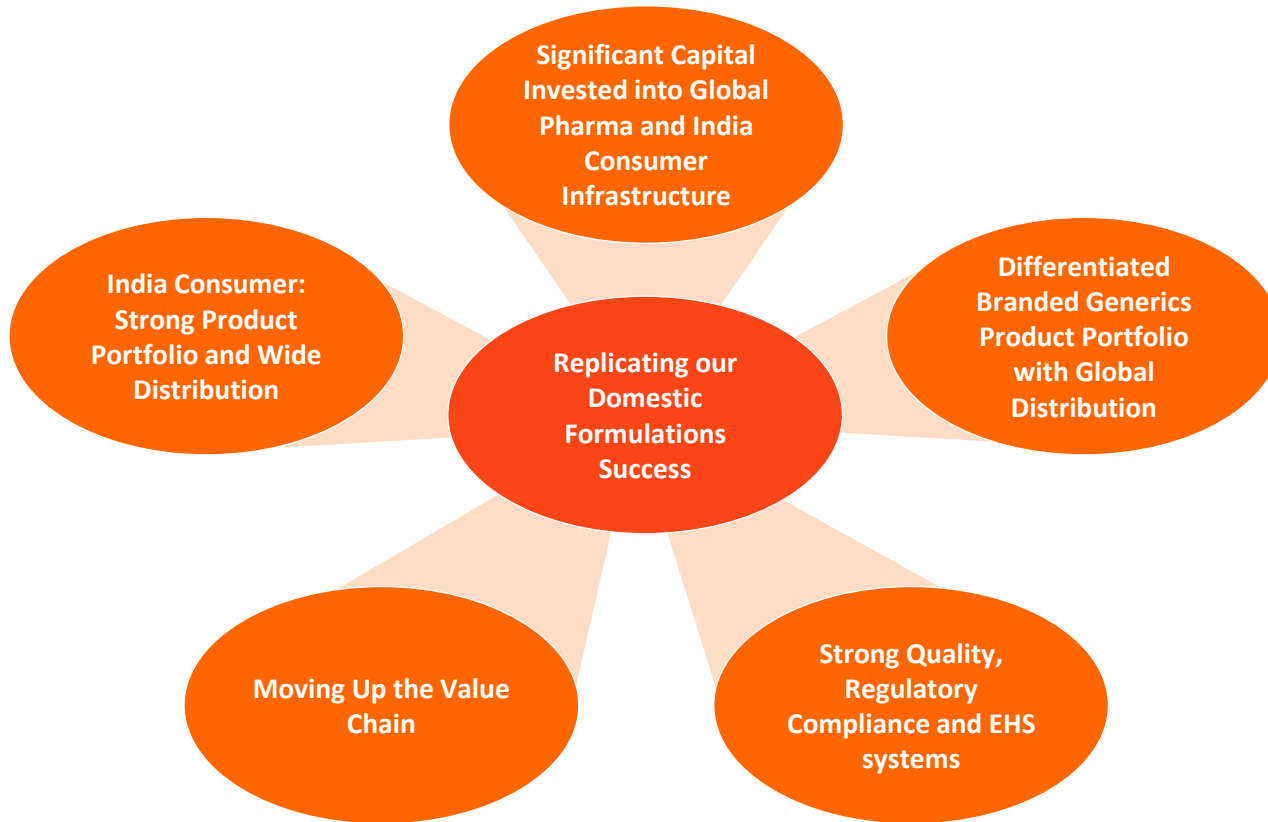 Significant Capital
Invested into Global
Pharma and India
Consumer
Infrastructure
Differentiated
Branded Generics
Product Portfolio
with Global
Distribution
Strong Quality,
Regulatory
Compliance and EHS
systems
Moving Up the Value
Chain
India Consumer:
Strong Product
Portfolio and Wide
Distribution
Replicating our
Domestic
Formulations
Success